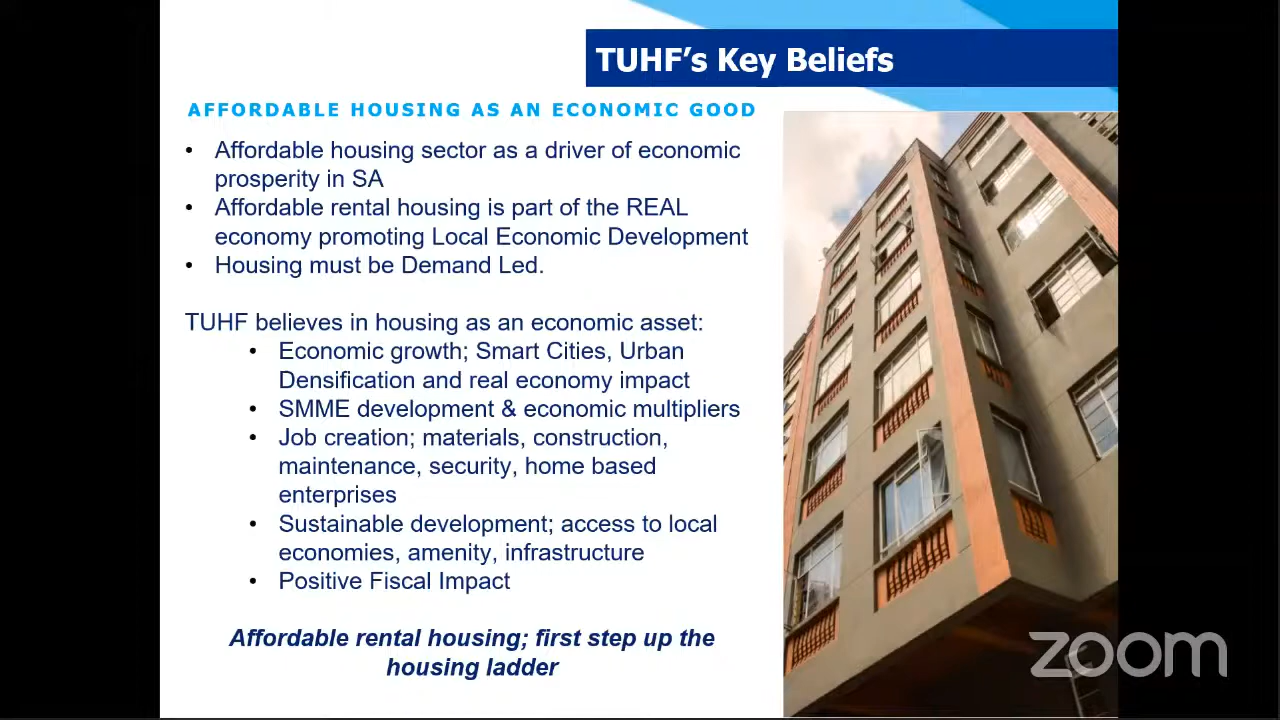 TUHF’s Key Beliefs
AFFORDABLE HOUSING AS AN ECONOMIC GOOD
• Affordable housing sector as a driver of economic
prosperity in SA
• Affordable rental housing is part of the REAL
economy promoting Local Economic Development
• Housing must be Demand Led.
TUHF believes in housing as an economic asset:
• Economic growth; Smart Cities, Urban
Densification and real economy impact
• SMME development & economic multipliers
• Job creation; materials, construction,
maintenance, security, home based
enterprises
• Sustainable development; access to local
economies, amenity, infrastructure
• Positive Fiscal Impact
Affordable rental housing; first step up the
housing ladder
zoom